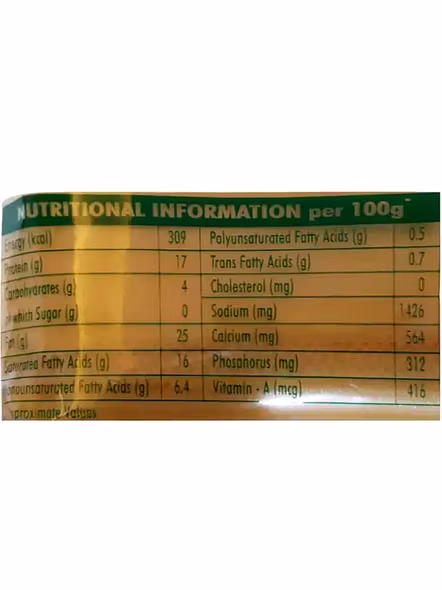 NUTRITIONAL INFORMATION per 100g
Energy (kcal) 309 Polyunsaturated Fatty Acids (g) 0.5
Protein (g) 17 Trans Fatty Acids (g) 0.7
Carbohydrates (g) 4 Cholesterol (mg) 0
of which Sugar (g) 0 Sodium (mg) 1426
Fat (g) 25 Calcium (mg) 564
Saturated Fatty Acids (g) 16 Phosphorus (mg) 312
Monounsaturated Fatty Acids (g) 6.4 Vitamin - A (mcg) 416
Approximate Values